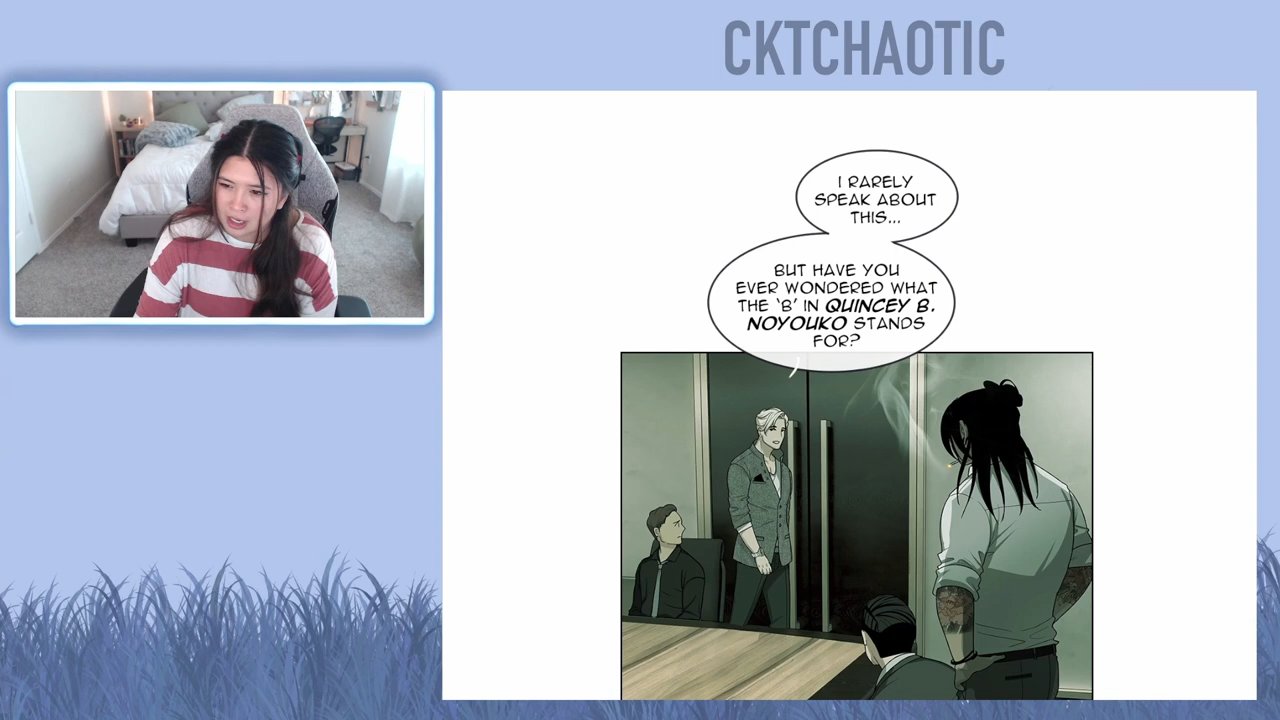 CKTCHAOTIC
I RARELY
SPEAK ABOUT
THIS...
BUT HAVE YOU
EVER WONDERED WHAT
THE 'B' IN QUINCEY B.
NOYOUKO STANDS
FOR?